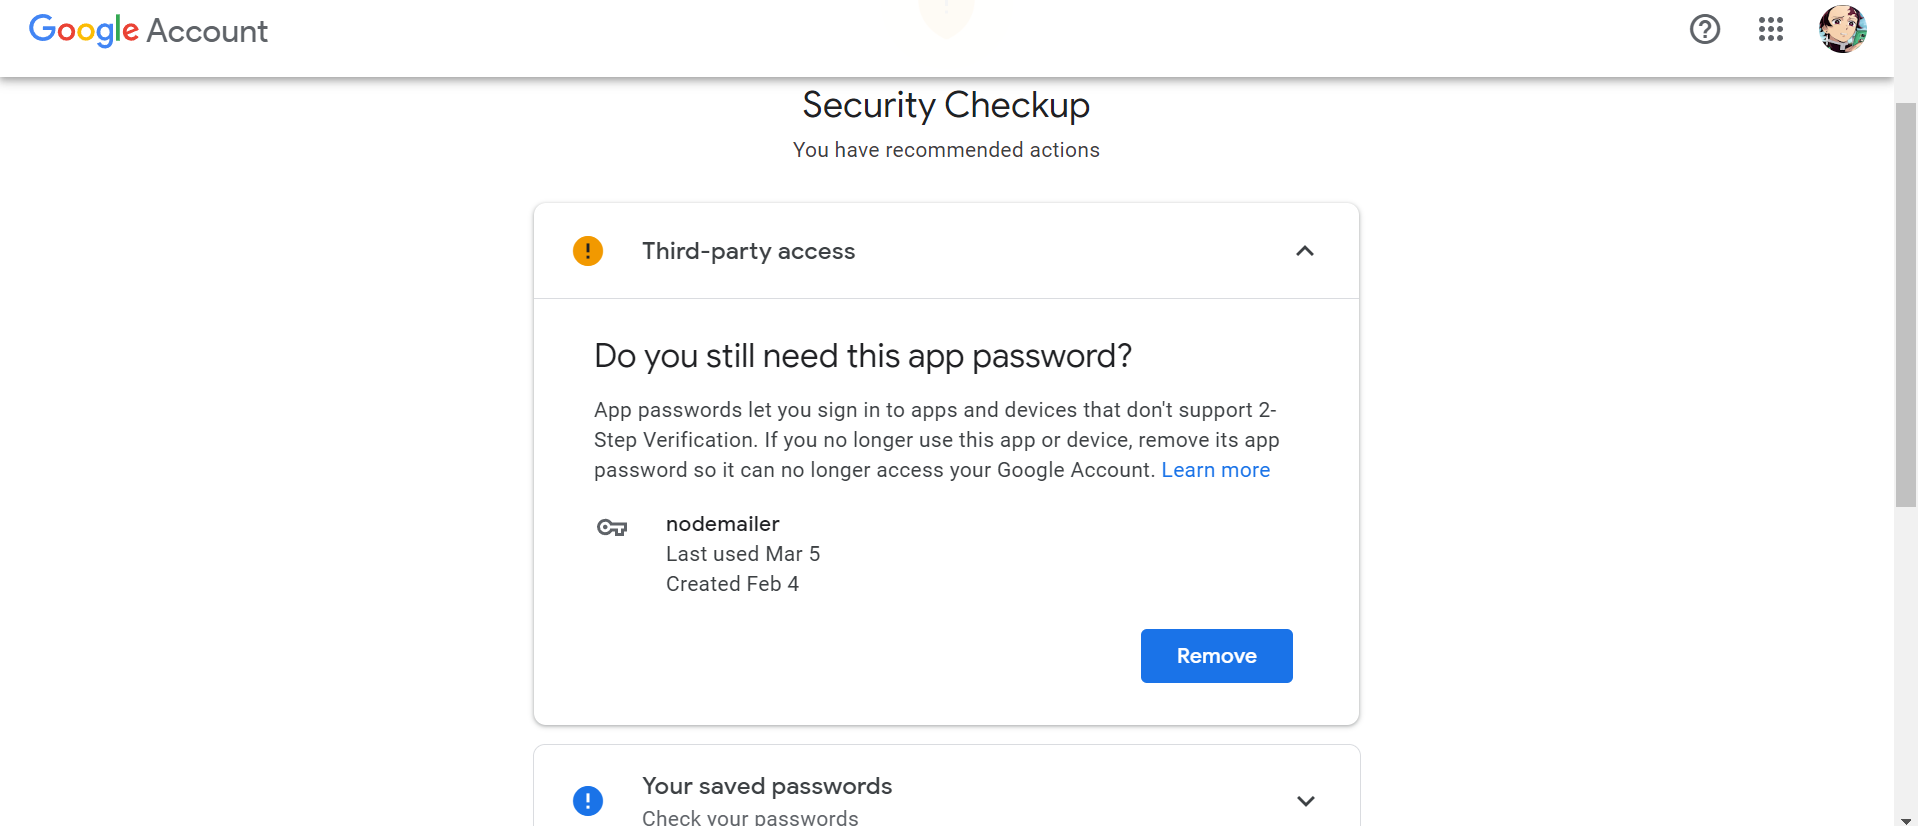 Google Account
Security Checkup
You have recommended actions
Third-party access
Do you still need this app password?
App passwords let you sign in to apps and devices that don't support 2-
Step Verification. If you no longer use this app or device, remove its app
password so it can no longer access your Google Account. Learn more
nodemailer
Last used Mar 5
Created Feb 4
Remove
Your saved passwords
Check your passwords